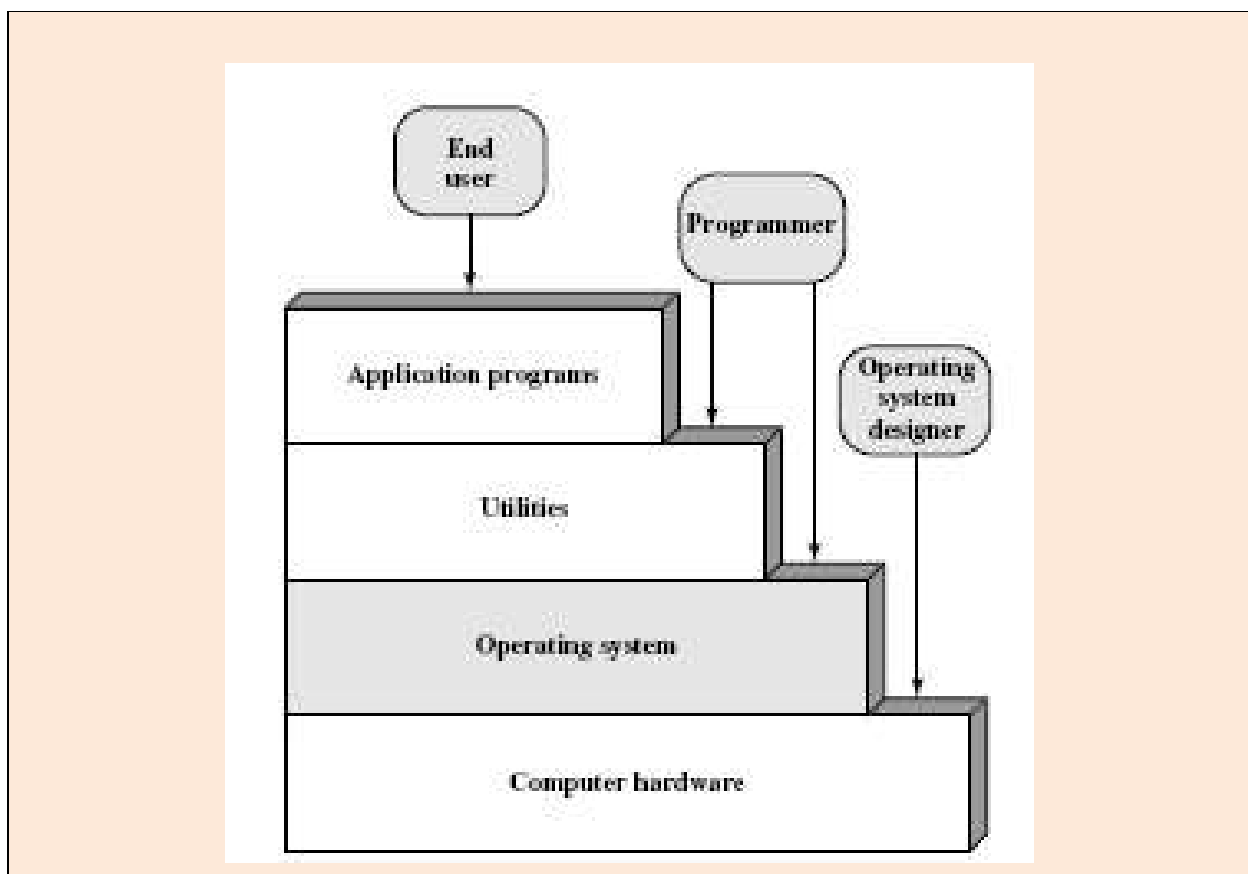 End
user
Programmer
Operating
system
designer
Application programs
Utilities
Operating system
Computer hardware